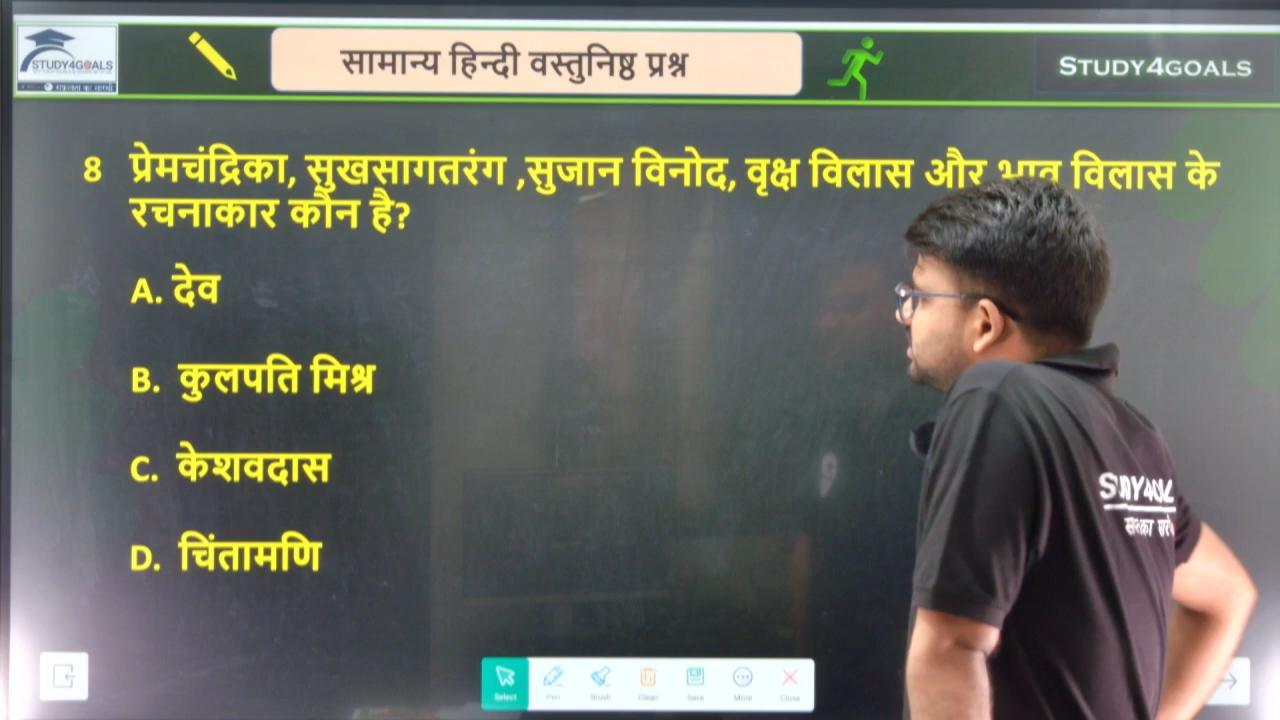 STUDY4GOALS
सामान्य हिन्दी वस्तुनिष्ठ प्रश्न
STUDY4GOALS
8 प्रेमचंद्रिका, सुखसागतरंग ,सुजान विनोद, वृक्ष विलास और भाव विलास के
रचनाकार कौन है?
A. देव
B. कुलपति मिश्र
C. केशवदास
D. चिंतामणि
Select Pen Brush Clean Save More Close